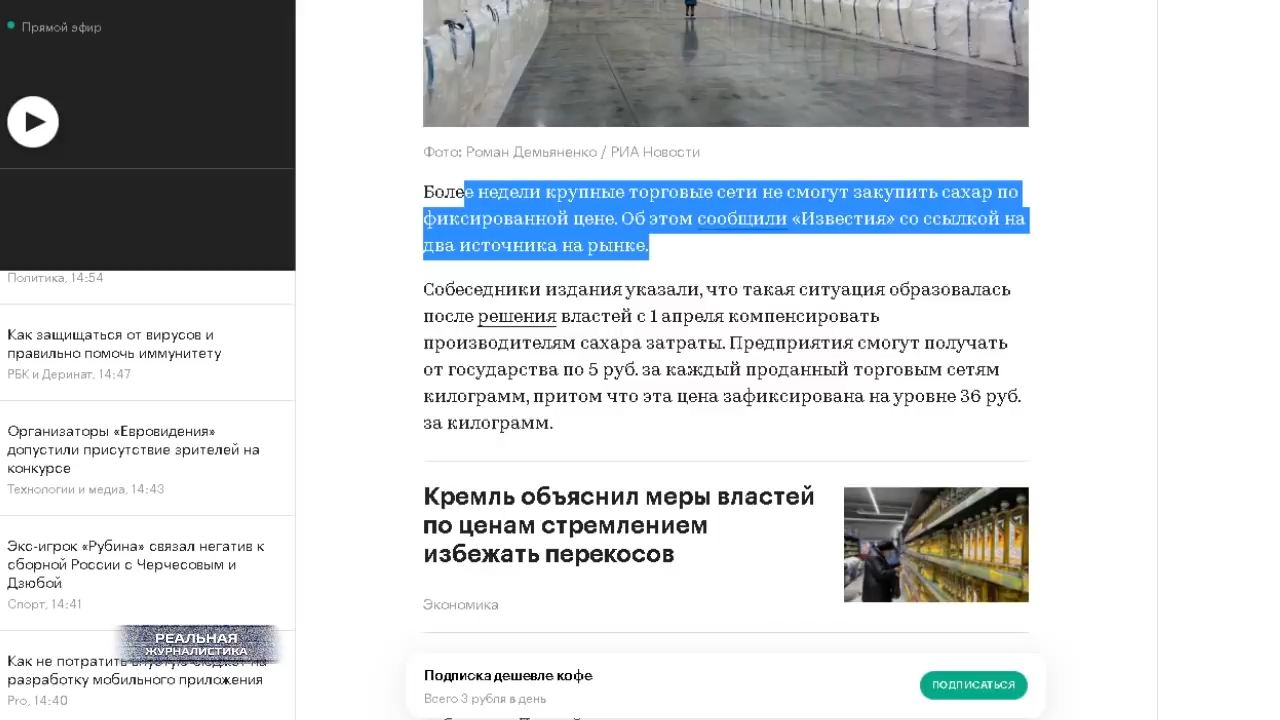 Прямой эфир
Политика, 14:54
Как защищаться от вирусов и
правильно помочь иммунитету
РБК и Деринат, 14:47
Организаторы «Евровидения»
допустили присутствие зрителей на
конкурсе
Технологии и медиа, 14:43
Экс-игрок «Рубина» связал негатив к
сборной России с Черчесовым и
Дзюбой
Спорт, 14:41
РЕАЛЬНАЯ
ЖУРНАЛИСТИКА
Как не потратить
разработку мобильного приложения
Pro, 14:40
Фото: Роман Демьяненко / РИА Новости
Более недели крупные торговые сети не смогут закупить сахар по
фиксированной цене. Об этом сообщили «Известия» со ссылкой на
два источника на рынке.
Собеседники издания указали, что такая ситуация образовалась
после решения властей с 1 апреля компенсировать
производителям сахара затраты. Предприятия смогут получать
от государства по 5 руб. за каждый проданный торговым сетям
килограмм, притом что эта цена зафиксирована на уровне 36 руб.
за килограмм.
Кремль объяснил меры властей
по ценам стремлением
избежать перекосов
Экономика
Подписка дешевле кофе
Всего 3 рубля в день
ПОДПИСАТЬСЯ